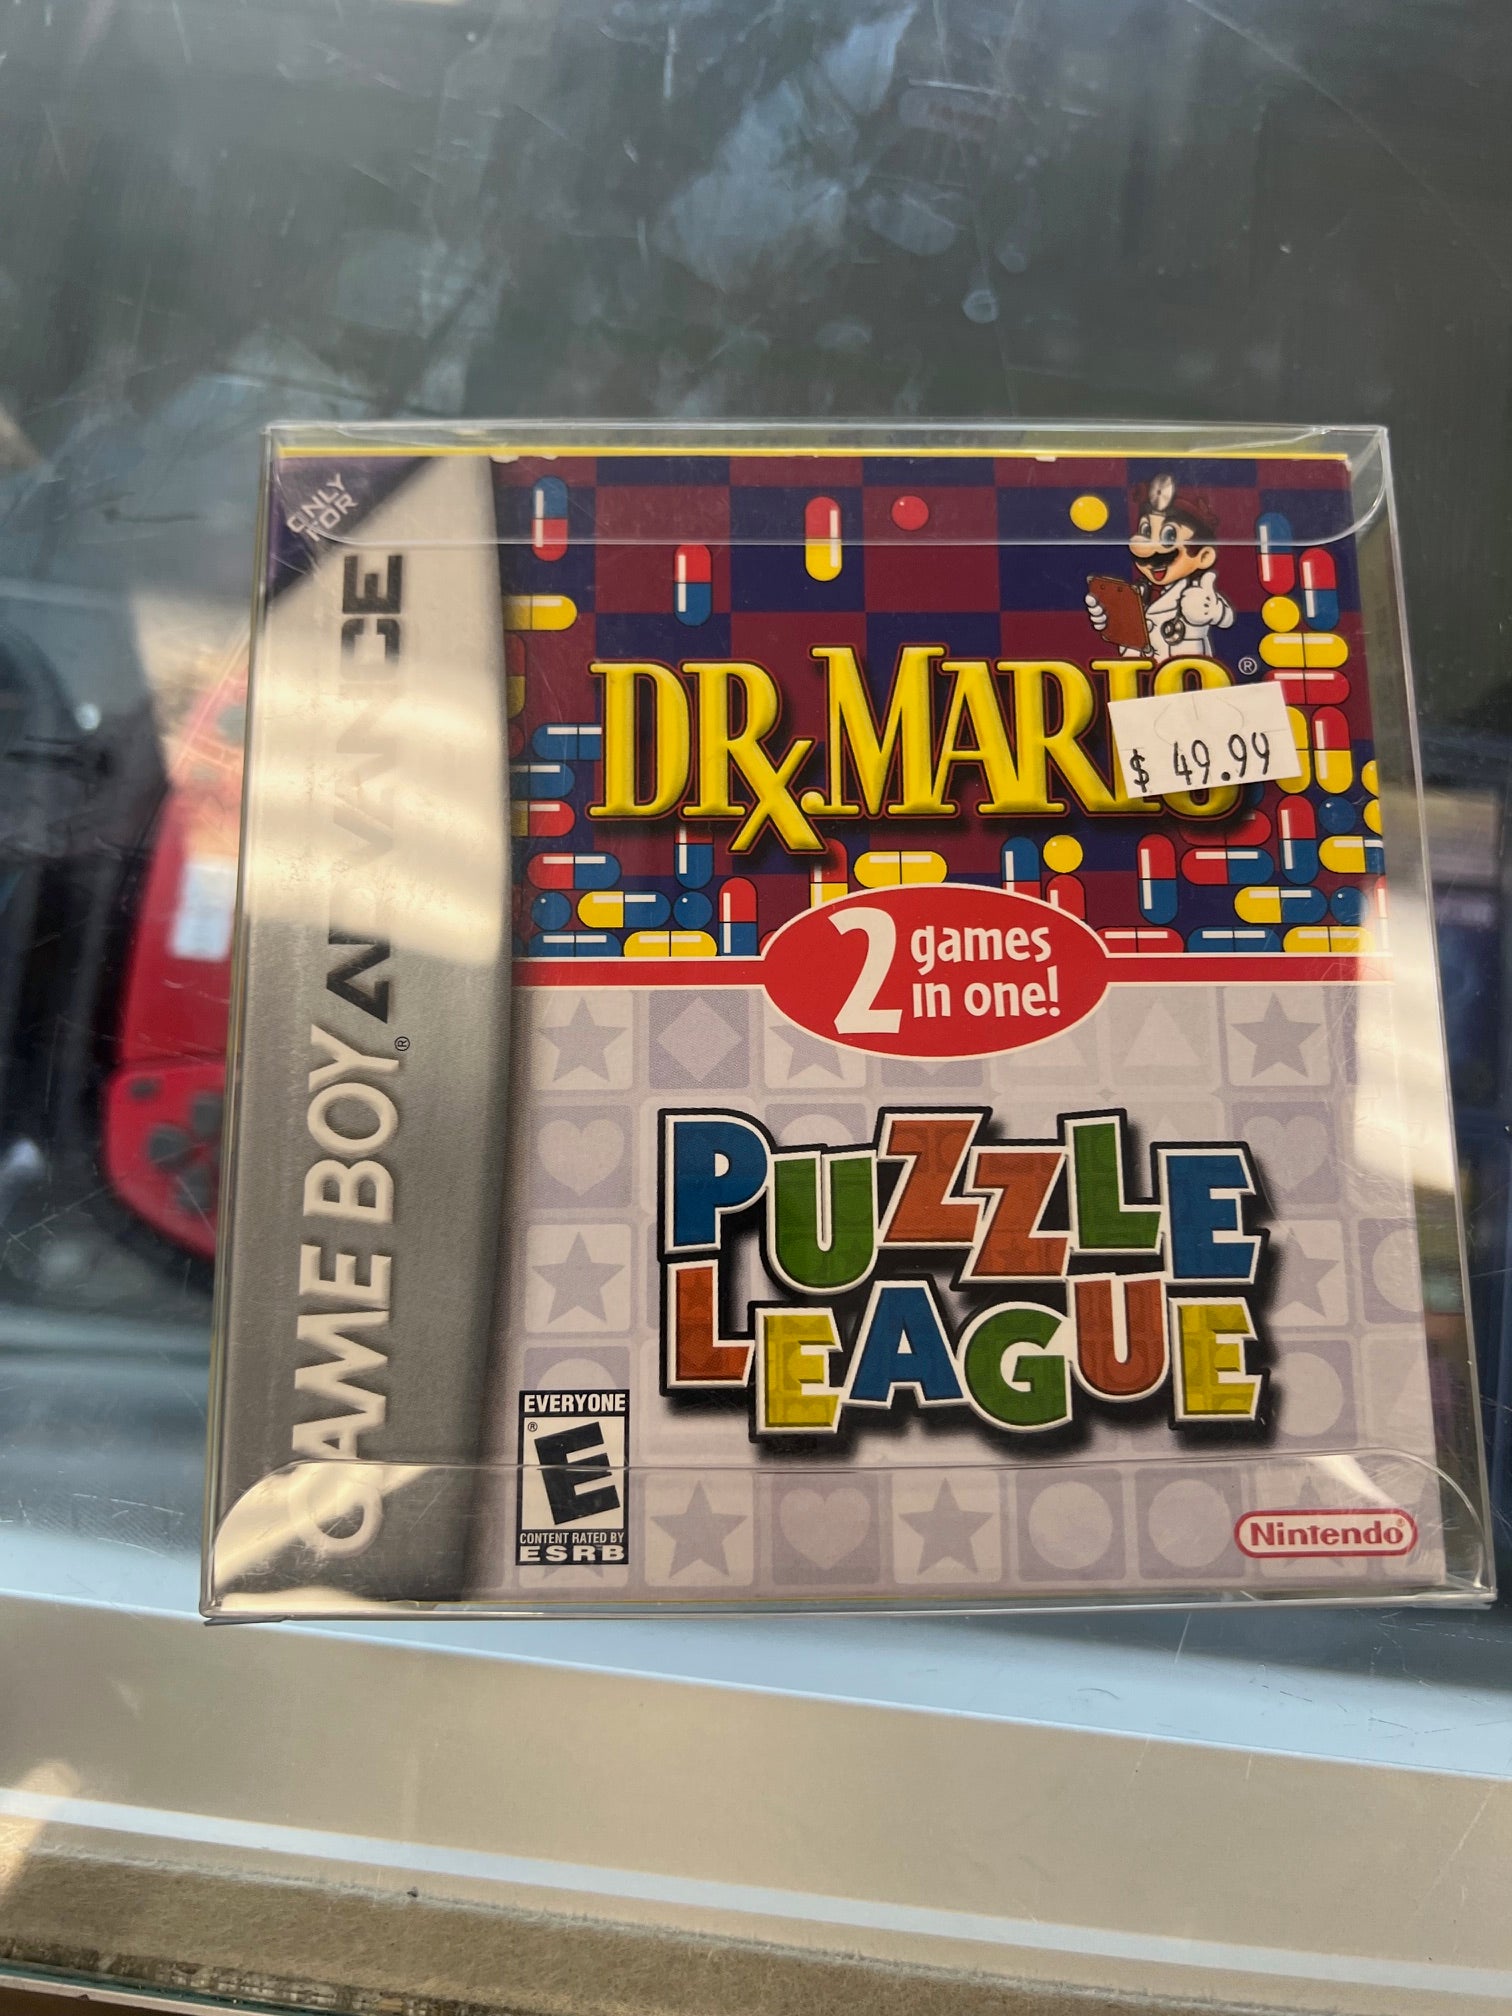 ONLY
FOR
GAME BOY ADVANCE
®
DR. MARIO
®
$ 49.99
2 games
in one!
PUZZLE
LEAGUE
EVERYONE
E
®
CONTENT RATED BY
ESRB
Nintendo®